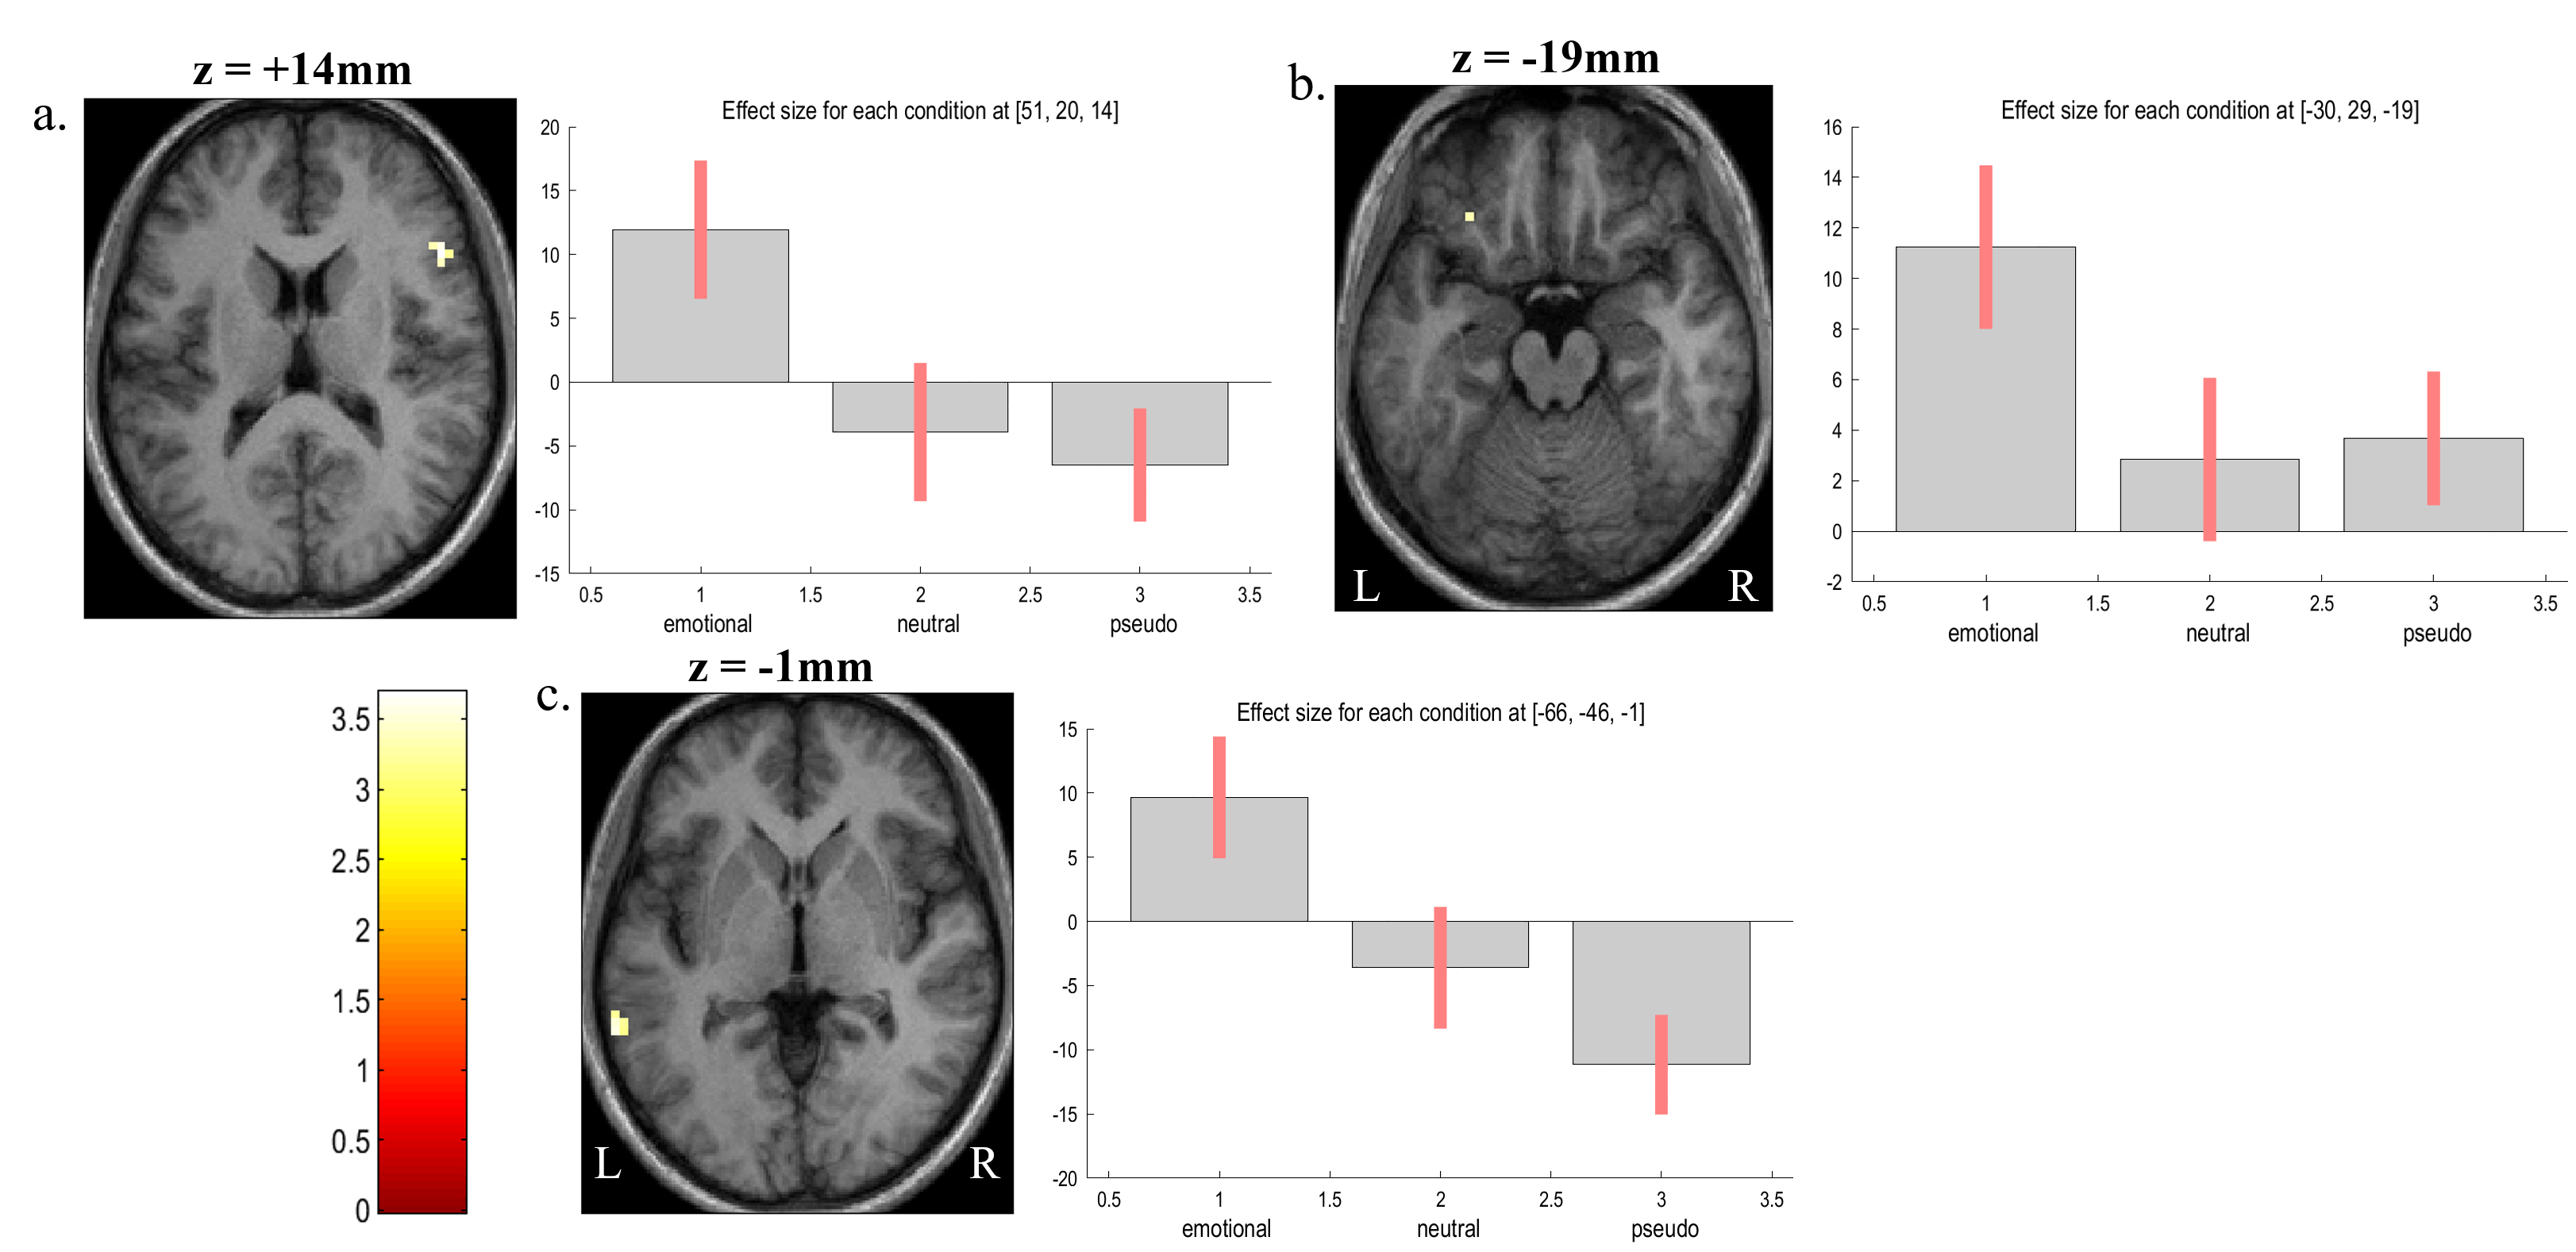 z = +14mm
a.
Effect size for each condition at [51, 20, 14]
20
15
10
5
0
-5
-10
-15
0.5 1 1.5 2 2.5 3 3.5
emotional neutral pseudo
z = -19mm
b.
L R
Effect size for each condition at [-30, 29, -19]
16
14
12
10
8
6
4
2
0
-2
0.5 1 1.5 2 2.5 3 3.5
emotional neutral pseudo
3.5
3
2.5
2
1.5
1
0.5
0
z = -1mm
c.
L R
Effect size for each condition at [-66, -46, -1]
15
10
5
0
-5
-10
-15
-20
0.5 1 1.5 2 2.5 3 3.5
emotional neutral pseudo